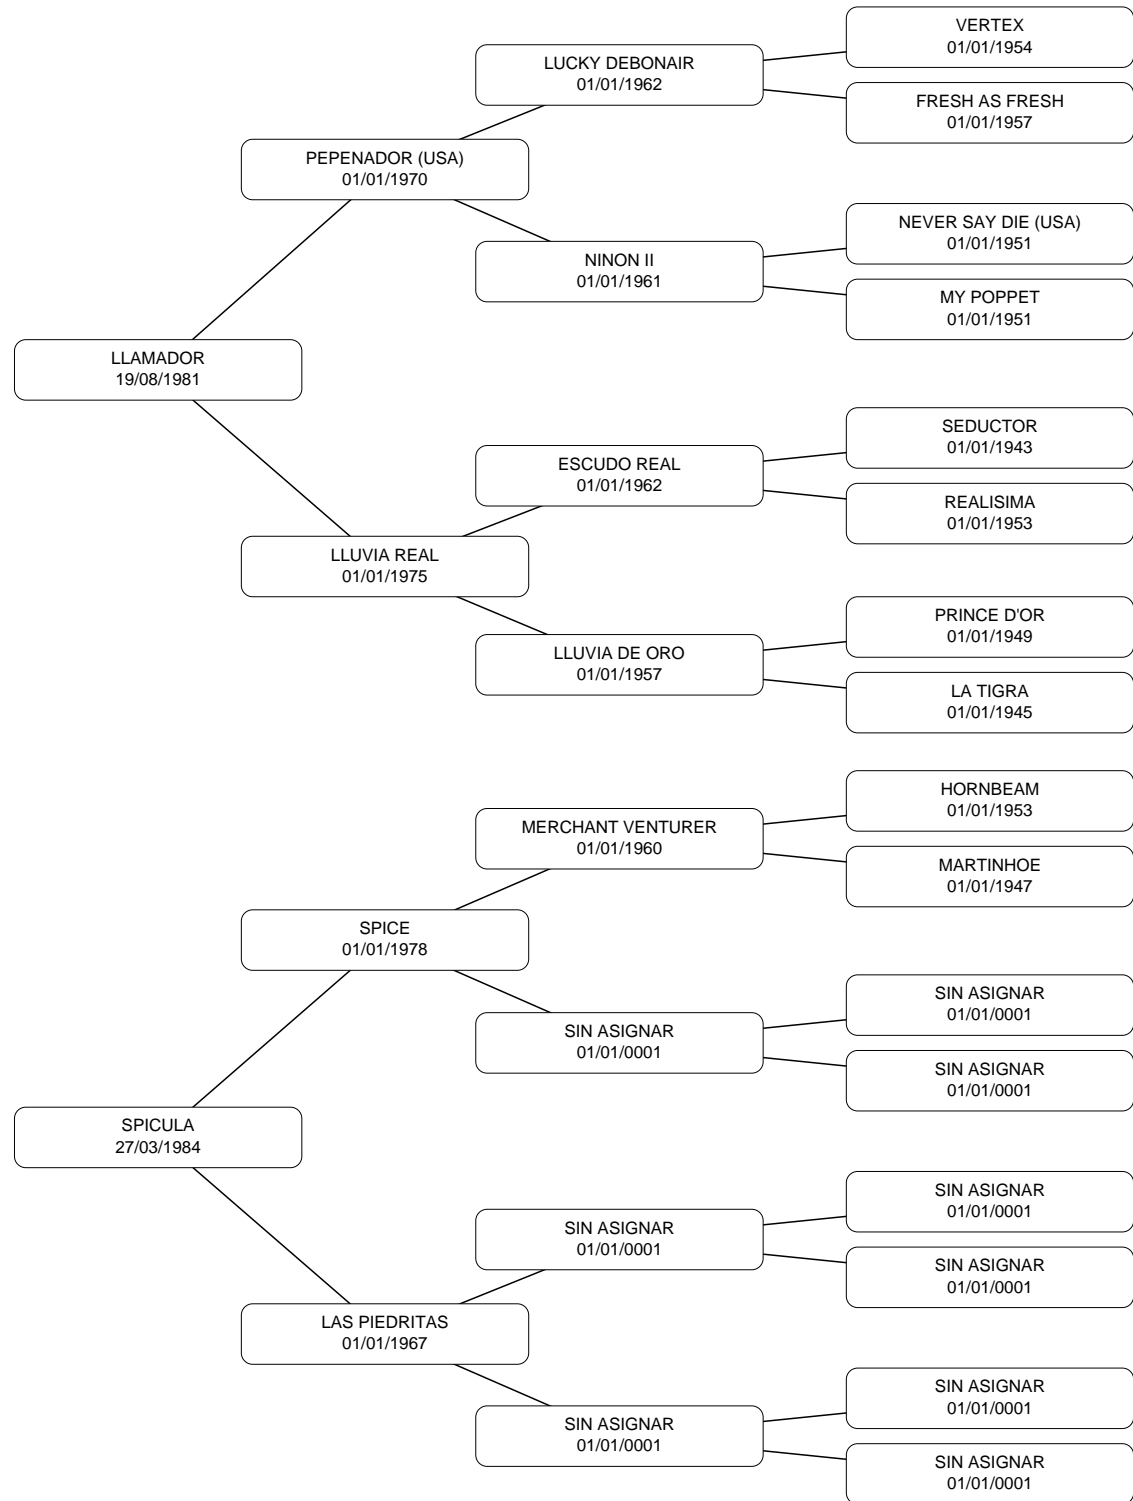 VERTEX
01/01/1954
LUCKY DEBONAIR
01/01/1962
FRESH AS FRESH
01/01/1957
PEPENADOR (USA)
01/01/1970
NEVER SAY DIE (USA)
01/01/1951
NINON II
01/01/1961
MY POPPET
01/01/1951
LLAMADOR
19/08/1981
SEDUCTOR
01/01/1943
ESCUDO REAL
01/01/1962
REALISIMA
01/01/1953
LLUVIA REAL
01/01/1975
PRINCE D'OR
01/01/1949
LLUVIA DE ORO
01/01/1957
LA TIGRA
01/01/1945
HORNBEAM
01/01/1953
MERCHANT VENTURER
01/01/1960
MARTINHOE
01/01/1947
SPICE
01/01/1978
SIN ASIGNAR
01/01/0001
SIN ASIGNAR
01/01/0001
SIN ASIGNAR
01/01/0001
SPICULA
27/03/1984
SIN ASIGNAR
01/01/0001
SIN ASIGNAR
01/01/0001
SIN ASIGNAR
01/01/0001
LAS PIEDRITAS
01/01/1967
SIN ASIGNAR
01/01/0001
SIN ASIGNAR
01/01/0001
SIN ASIGNAR
01/01/0001